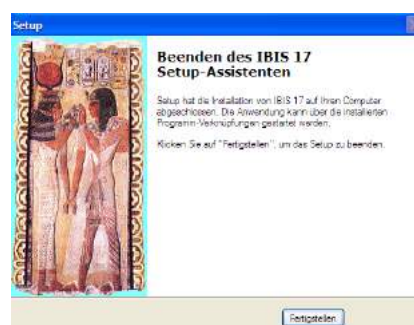 Setup
Beenden des IBIS 17
Setup-Assistenten
Setup hat die Installation von IBIS 17 auf Ihren Computer
abgeschlossen. Die Anwendung kann über die installierten
Programm-Verknüpfungen gestartet werden.
Klicken Sie auf "Fertigstellen", um das Setup zu beenden.
Fertigstellen